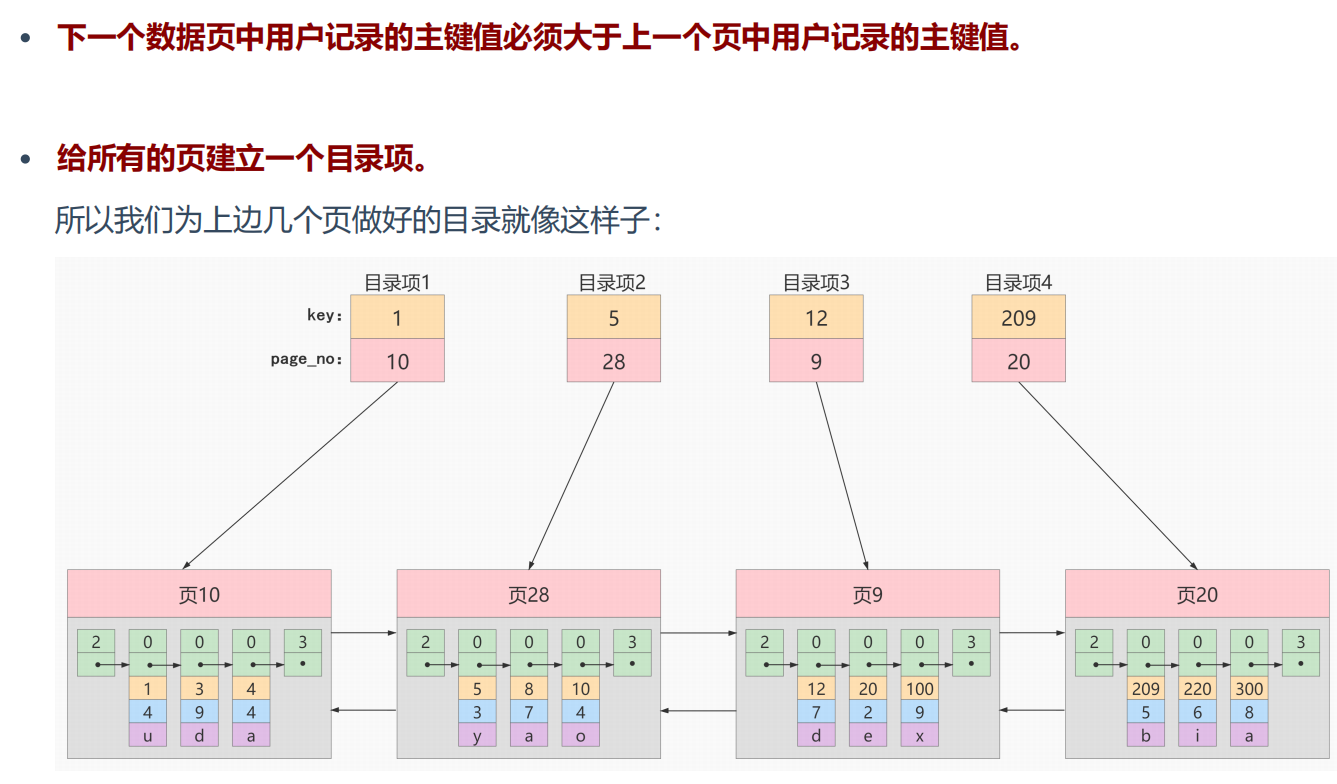 下一个数据页中用户记录的主键值必须大于上一个页中用户记录的主键值。
给所有的页建立一个目录项。
所以我们为上边几个页做好的目录就像这样子：
目录项1 目录项2 目录项3 目录项4
key: 1 5 12 209
page_no: 10 28 9 20
页10 页28 页9 页20
2 0 0 0 3 2 0 0 0 3 2 0 0 0 3 2 0 0 0 3
1 3 4 5 8 10 12 20 100 209 220 300
4 9 4 3 7 4 7 2 9 5 6 8
u d a y a o d e x b i a